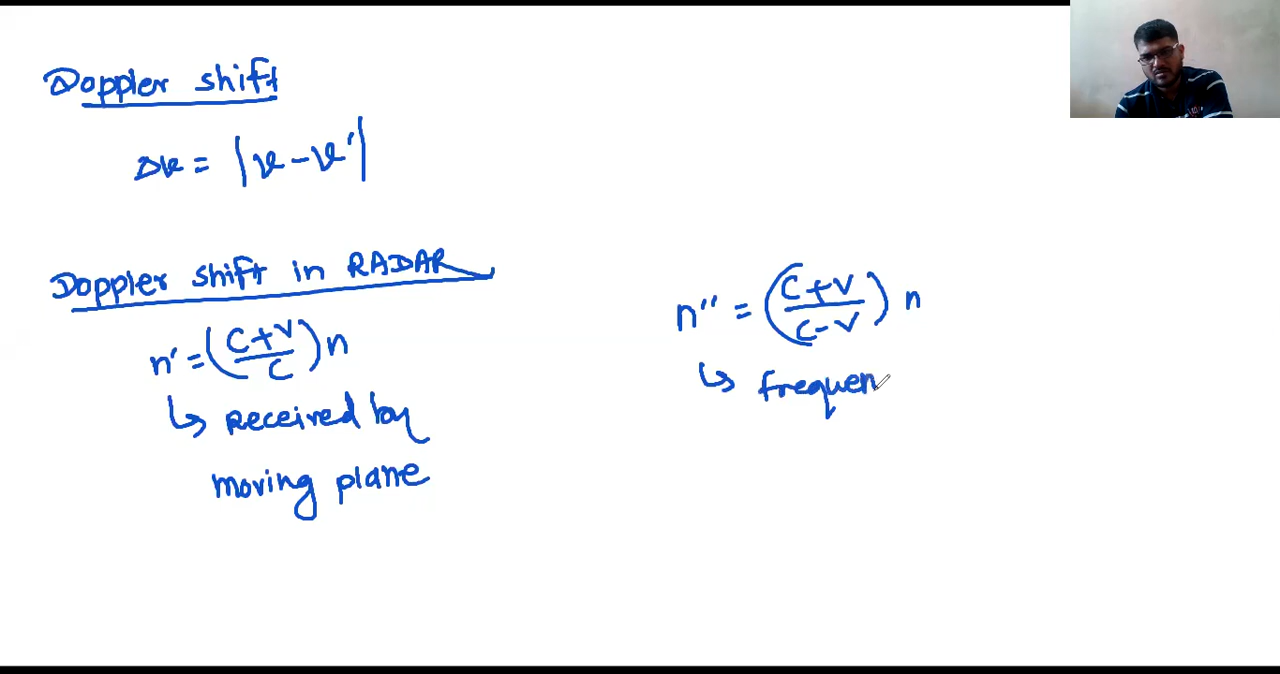 Doppler shift
Δν = |ν - ν'|
Doppler shift in RADAR
n' = (C+V/C) n
↳ received by
moving plane
n'' = (C+V/C-V) n
↳ frequen